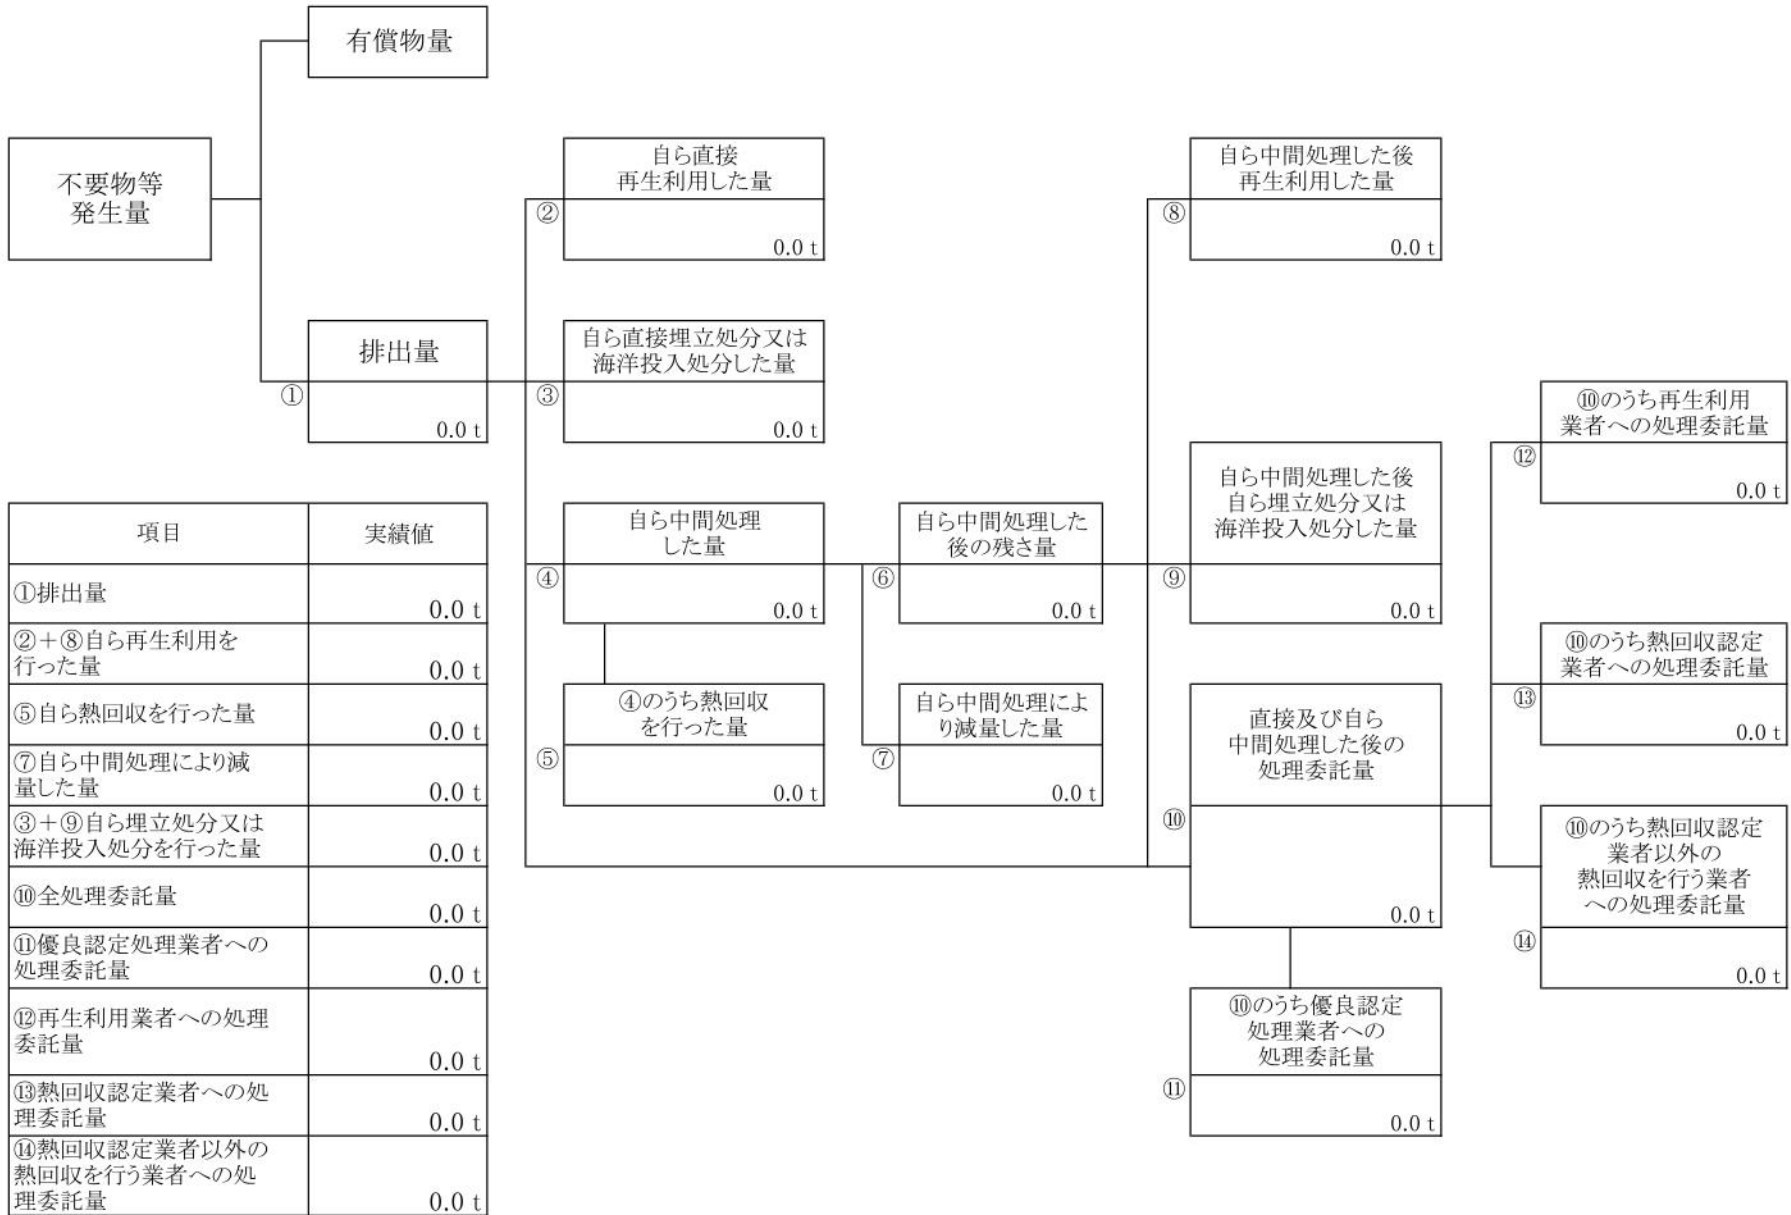 有償物量
不要物等
発生量
自ら直接
再生利用した量
②
0.0 t
自ら中間処理した後
再生利用した量
⑧
0.0 t
排出量
①
0.0 t
自ら直接埋立処分又は
海洋投入処分した量
③
0.0 t
⑩のうち再生利用
業者への処理委託量
⑫
0.0 t
自ら中間処理
した量
④
0.0 t
自ら中間処理した
後の残さ量
⑥
0.0 t
自ら中間処理した後
自ら埋立処分又は
海洋投入処分した量
⑨
0.0 t
⑩のうち熱回収認定
業者への処理委託量
⑬
0.0 t
④のうち熱回収
を行った量
⑤
0.0 t
自ら中間処理によ
り減量した量
⑦
0.0 t
直接及び自ら
中間処理した後の
処理委託量
⑩
0.0 t
⑩のうち熱回収認定
業者以外の
熱回収を行う業者
への処理委託量
⑭
0.0 t
⑩のうち優良認定
処理業者への
処理委託量
⑪
0.0 t
項目 実績値
①排出量
0.0 t
②＋⑧自ら再生利用を
行った量 0.0 t
⑤自ら熱回収を行った量
0.0 t
⑦自ら中間処理により減
量した量 0.0 t
③＋⑨自ら埋立処分又は
海洋投入処分を行った量 0.0 t
⑩全処理委託量
0.0 t
⑪優良認定処理業者への
処理委託量 0.0 t
⑫再生利用業者への処理
委託量
0.0 t
⑬熱回収認定業者への処
理委託量 0.0 t
⑭熱回収認定業者以外の
熱回収を行う業者への処
理委託量 0.0 t